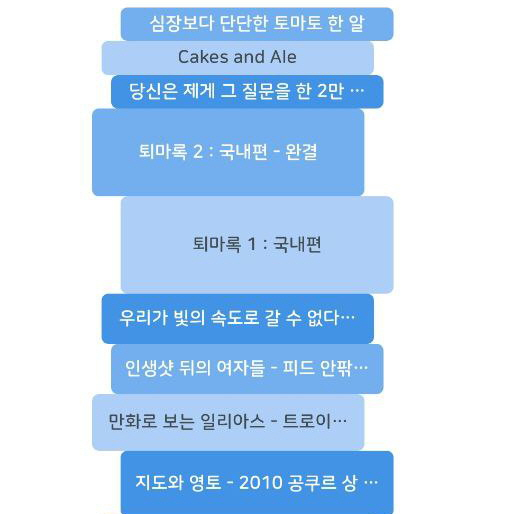 심장보다 단단한 토마토 한 알
Cakes and Ale
당신은 제게 그 질문을 한 2만 …
퇴마록 2 : 국내편 - 완결
퇴마록 1 : 국내편
우리가 빛의 속도로 갈 수 없다…
인생샷 뒤의 여자들 - 피드 안팎…
만화로 보는 일리아스 - 트로이…
지도와 영토 - 2010 공쿠르 상 …